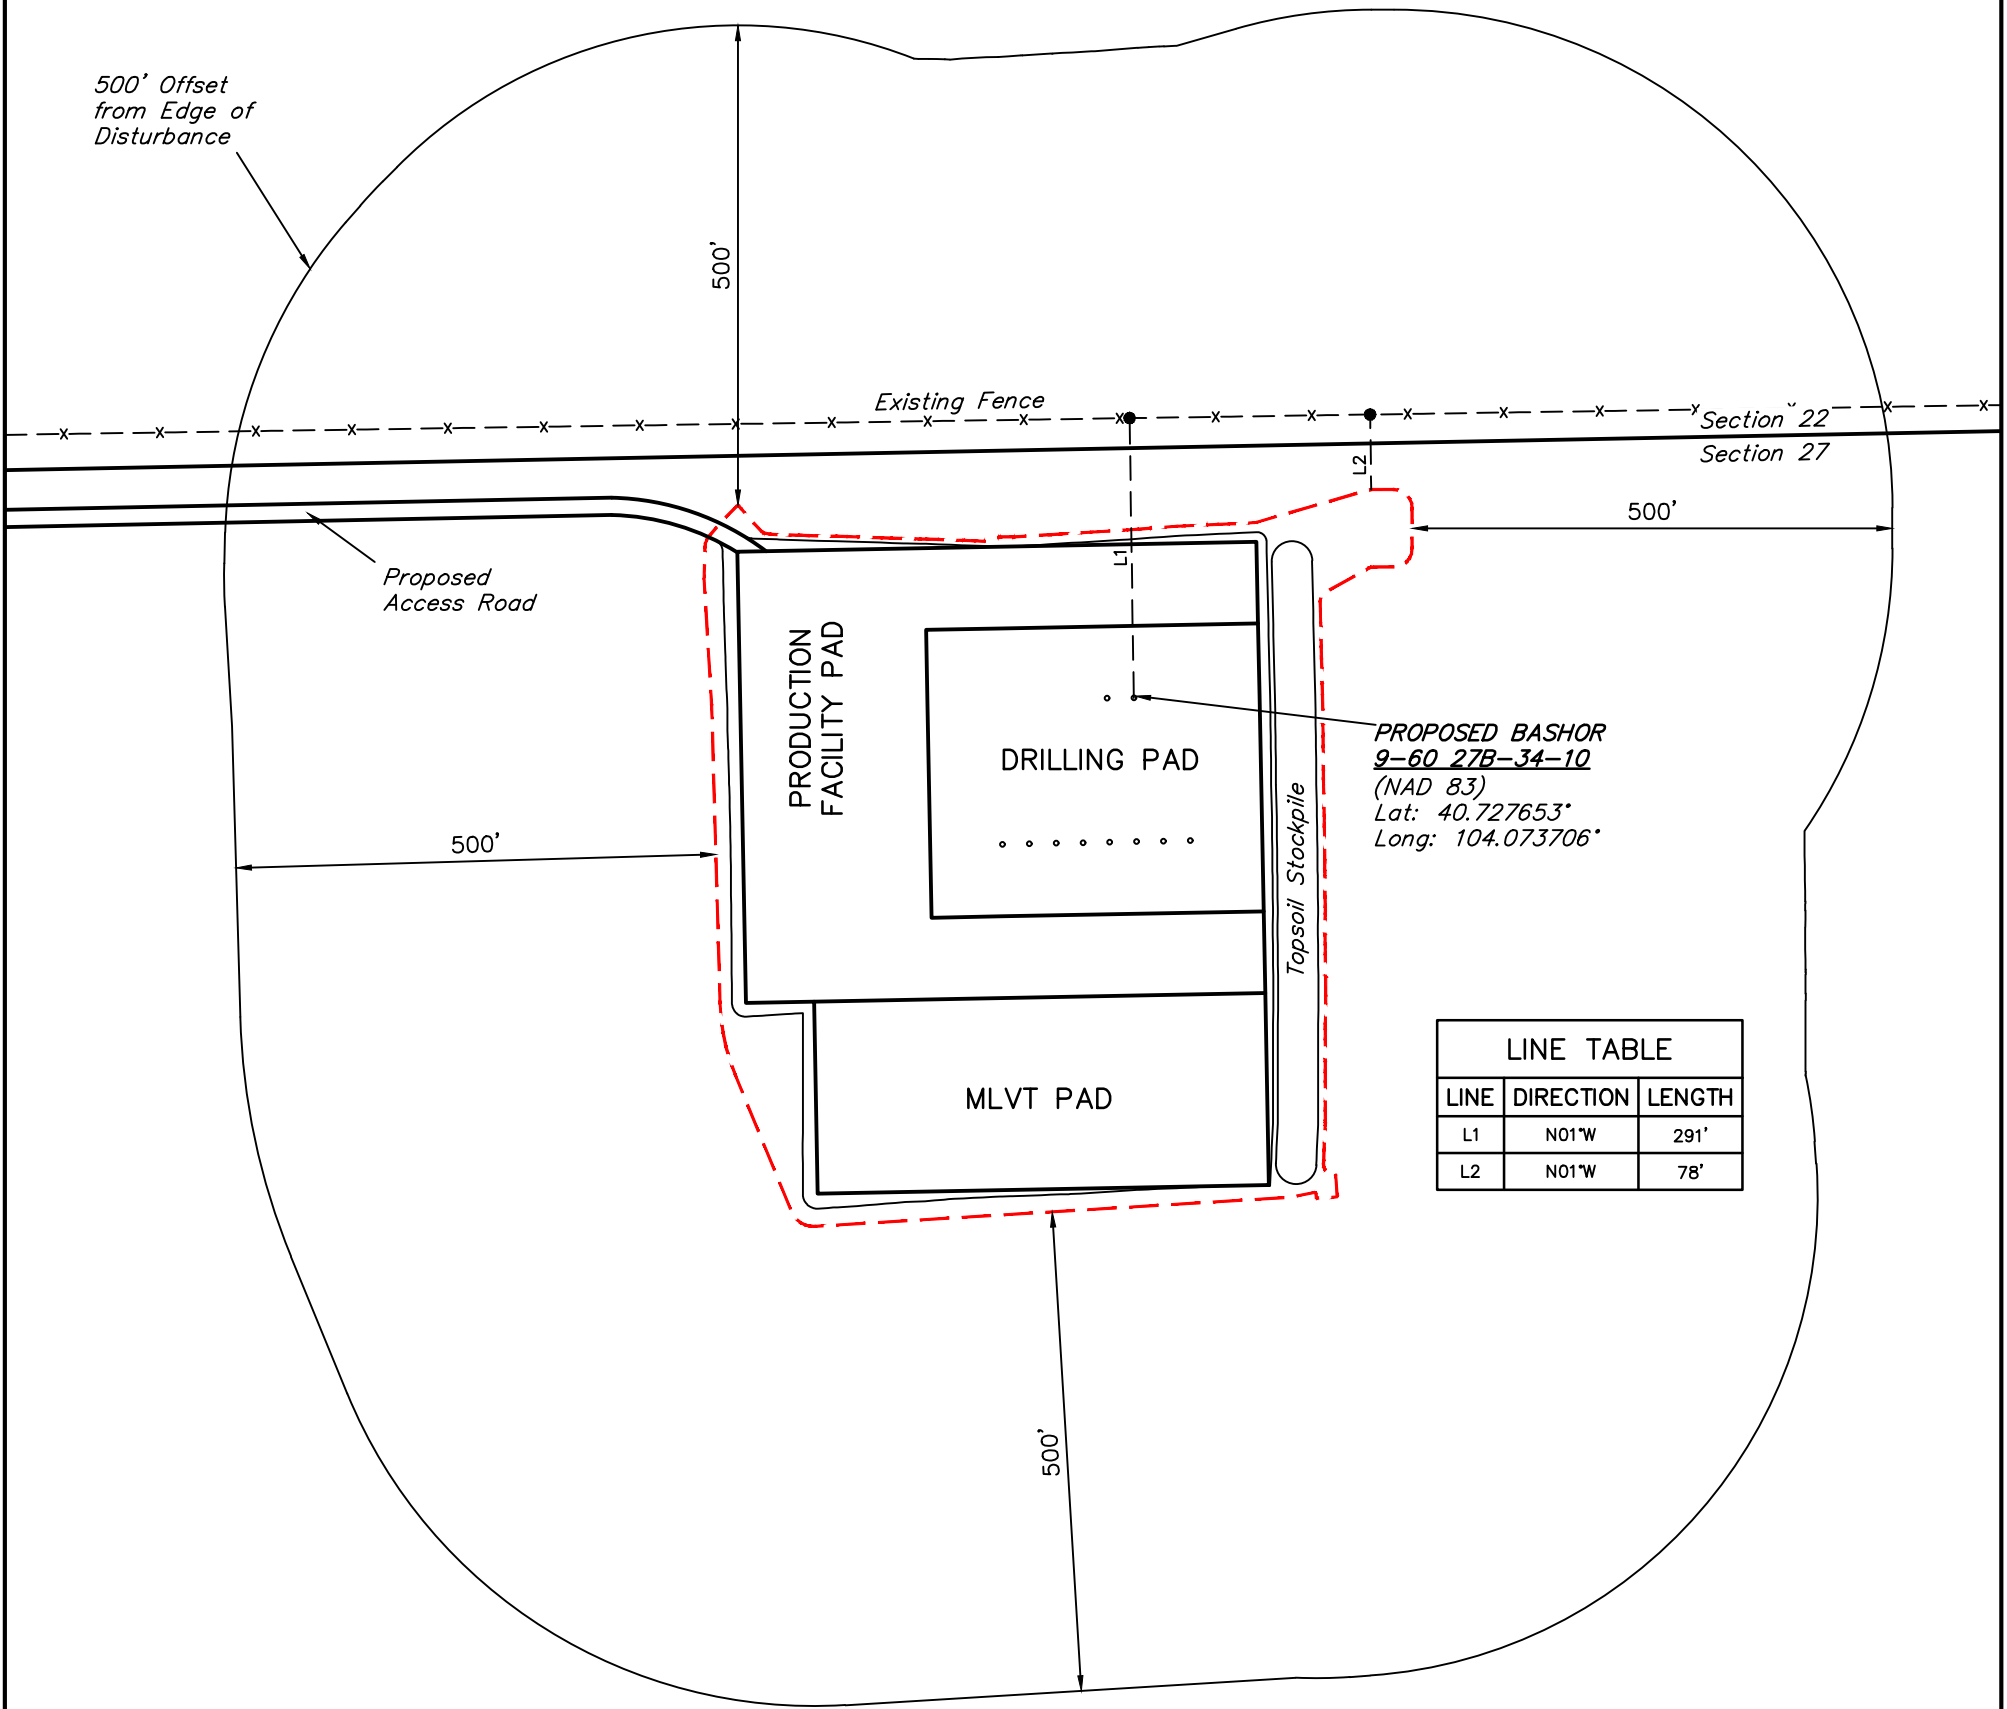 500' Offset
from Edge of
Disturbance
500'
Existing Fence
Section 22
Section 27
L2
500'
L1
Proposed
Access Road
PRODUCTION
FACILITY PAD
DRILLING PAD
PROPOSED BASHOR
9-60 27B-34-10
(NAD 83)
Lat: 40.727653°
Long: 104.073706°
Topsoil Stockpile
500'
MLVT PAD
LINE TABLE
LINE DIRECTION LENGTH
L1 N01°W 291'
L2 N01°W 78'
500'